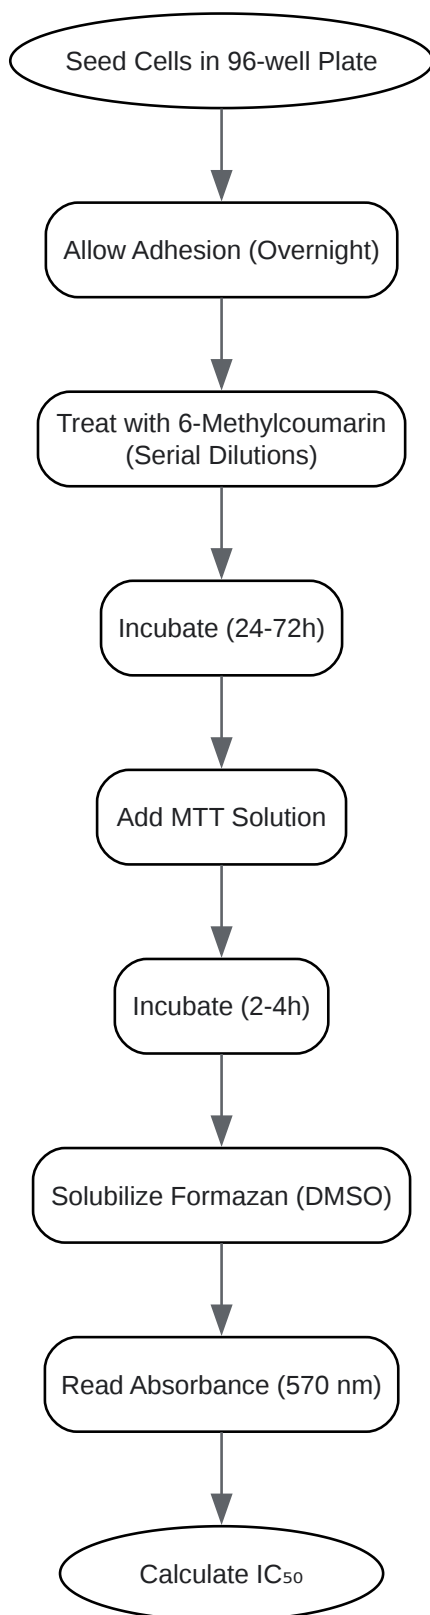 Seed Cells in 96-well Plate
Allow Adhesion (Overnight)
Treat with 6-Methylcoumarin
(Serial Dilutions)
Incubate (24-72h)
Add MTT Solution
Incubate (2-4h)
Solubilize Formazan (DMSO)
Read Absorbance (570 nm)
Calculate IC₅₀